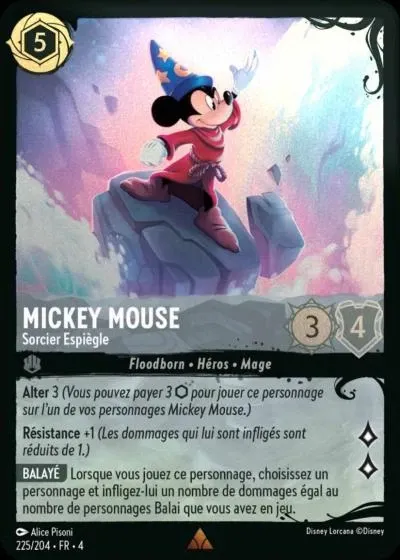 5
MICKEY MOUSE
Sorcier Espiègle
3
4
Floodborn • Héros • Mage
Alter 3 (Vous pouvez payer 3 pour jouer ce personnage
sur l'un de vos personnages Mickey Mouse.)
Résistance +1 (Les dommages qui lui sont infligés sont
réduits de 1.)
BALAYÉ Lorsque vous jouez ce personnage, choisissez un
personnage et infligez-lui un nombre de dommages égal au
nombre de personnages Balai que vous avez en jeu.
Alice Pisoni
225/204 • FR • 4
Disney Lorcana ©Disney